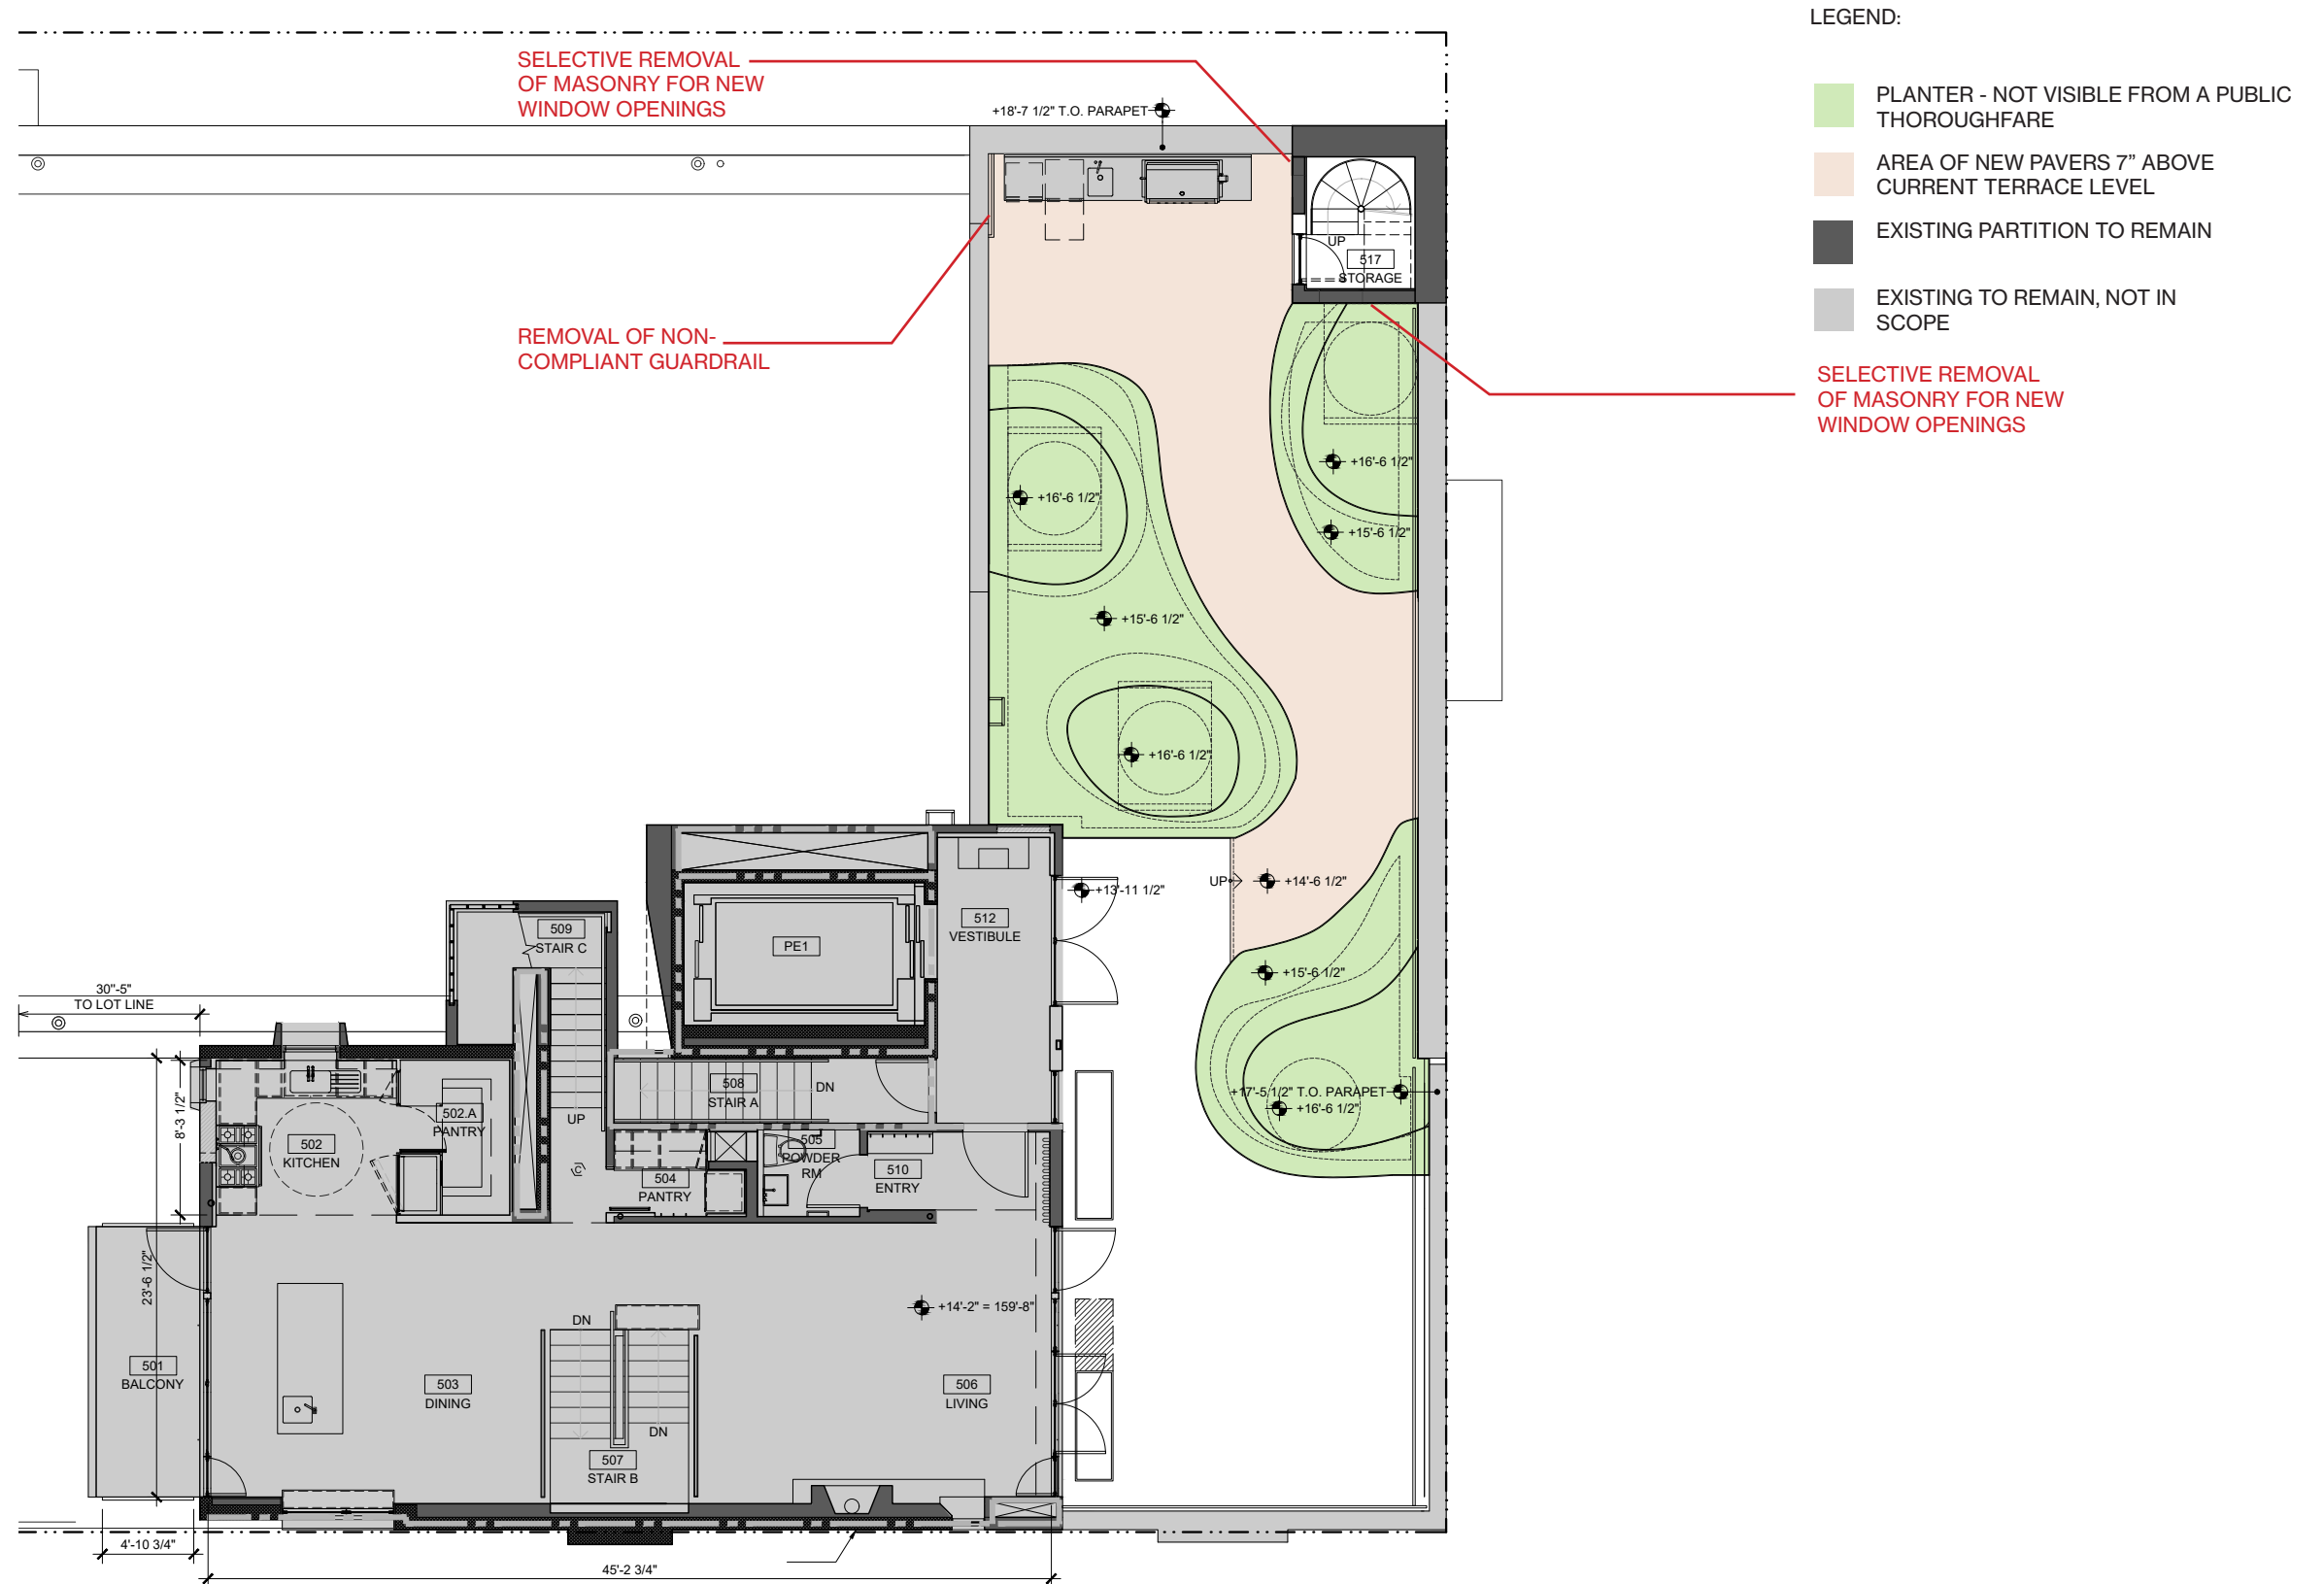 LEGEND:
PLANTER - NOT VISIBLE FROM A PUBLIC
THOROUGHFARE
AREA OF NEW PAVERS 7” ABOVE
CURRENT TERRACE LEVEL
EXISTING PARTITION TO REMAIN
EXISTING TO REMAIN, NOT IN
SCOPE
SELECTIVE REMOVAL
OF MASONRY FOR NEW
WINDOW OPENINGS
SELECTIVE REMOVAL
OF MASONRY FOR NEW
WINDOW OPENINGS
+18'-7 1/2" T.O. PARAPET
REMOVAL OF NON-
COMPLIANT GUARDRAIL
UP
517
STORAGE
+16'-6 1/2"
+16'-6 1/2"
+15'-6 1/2"
+15'-6 1/2"
+16'-6 1/2"
UP
+14'-6 1/2"
+13'-11 1/2"
+15'-6 1/2"
+17'-5 1/2" T.O. PARAPET
+16'-6 1/2"
512
VESTIBULE
PE1
509
STAIR C
30"-5"
TO LOT LINE
508
STAIR A
DN
UP
502.A
PANTRY
502
KITCHEN
8'-3 1/2"
505
POWDER
RM
504
PANTRY
510
ENTRY
23'-6 1/2"
+14'-2" = 159'-8"
DN
DN
501
BALCONY
503
DINING
506
LIVING
507
STAIR B
4'-10 3/4"
45'-2 3/4"